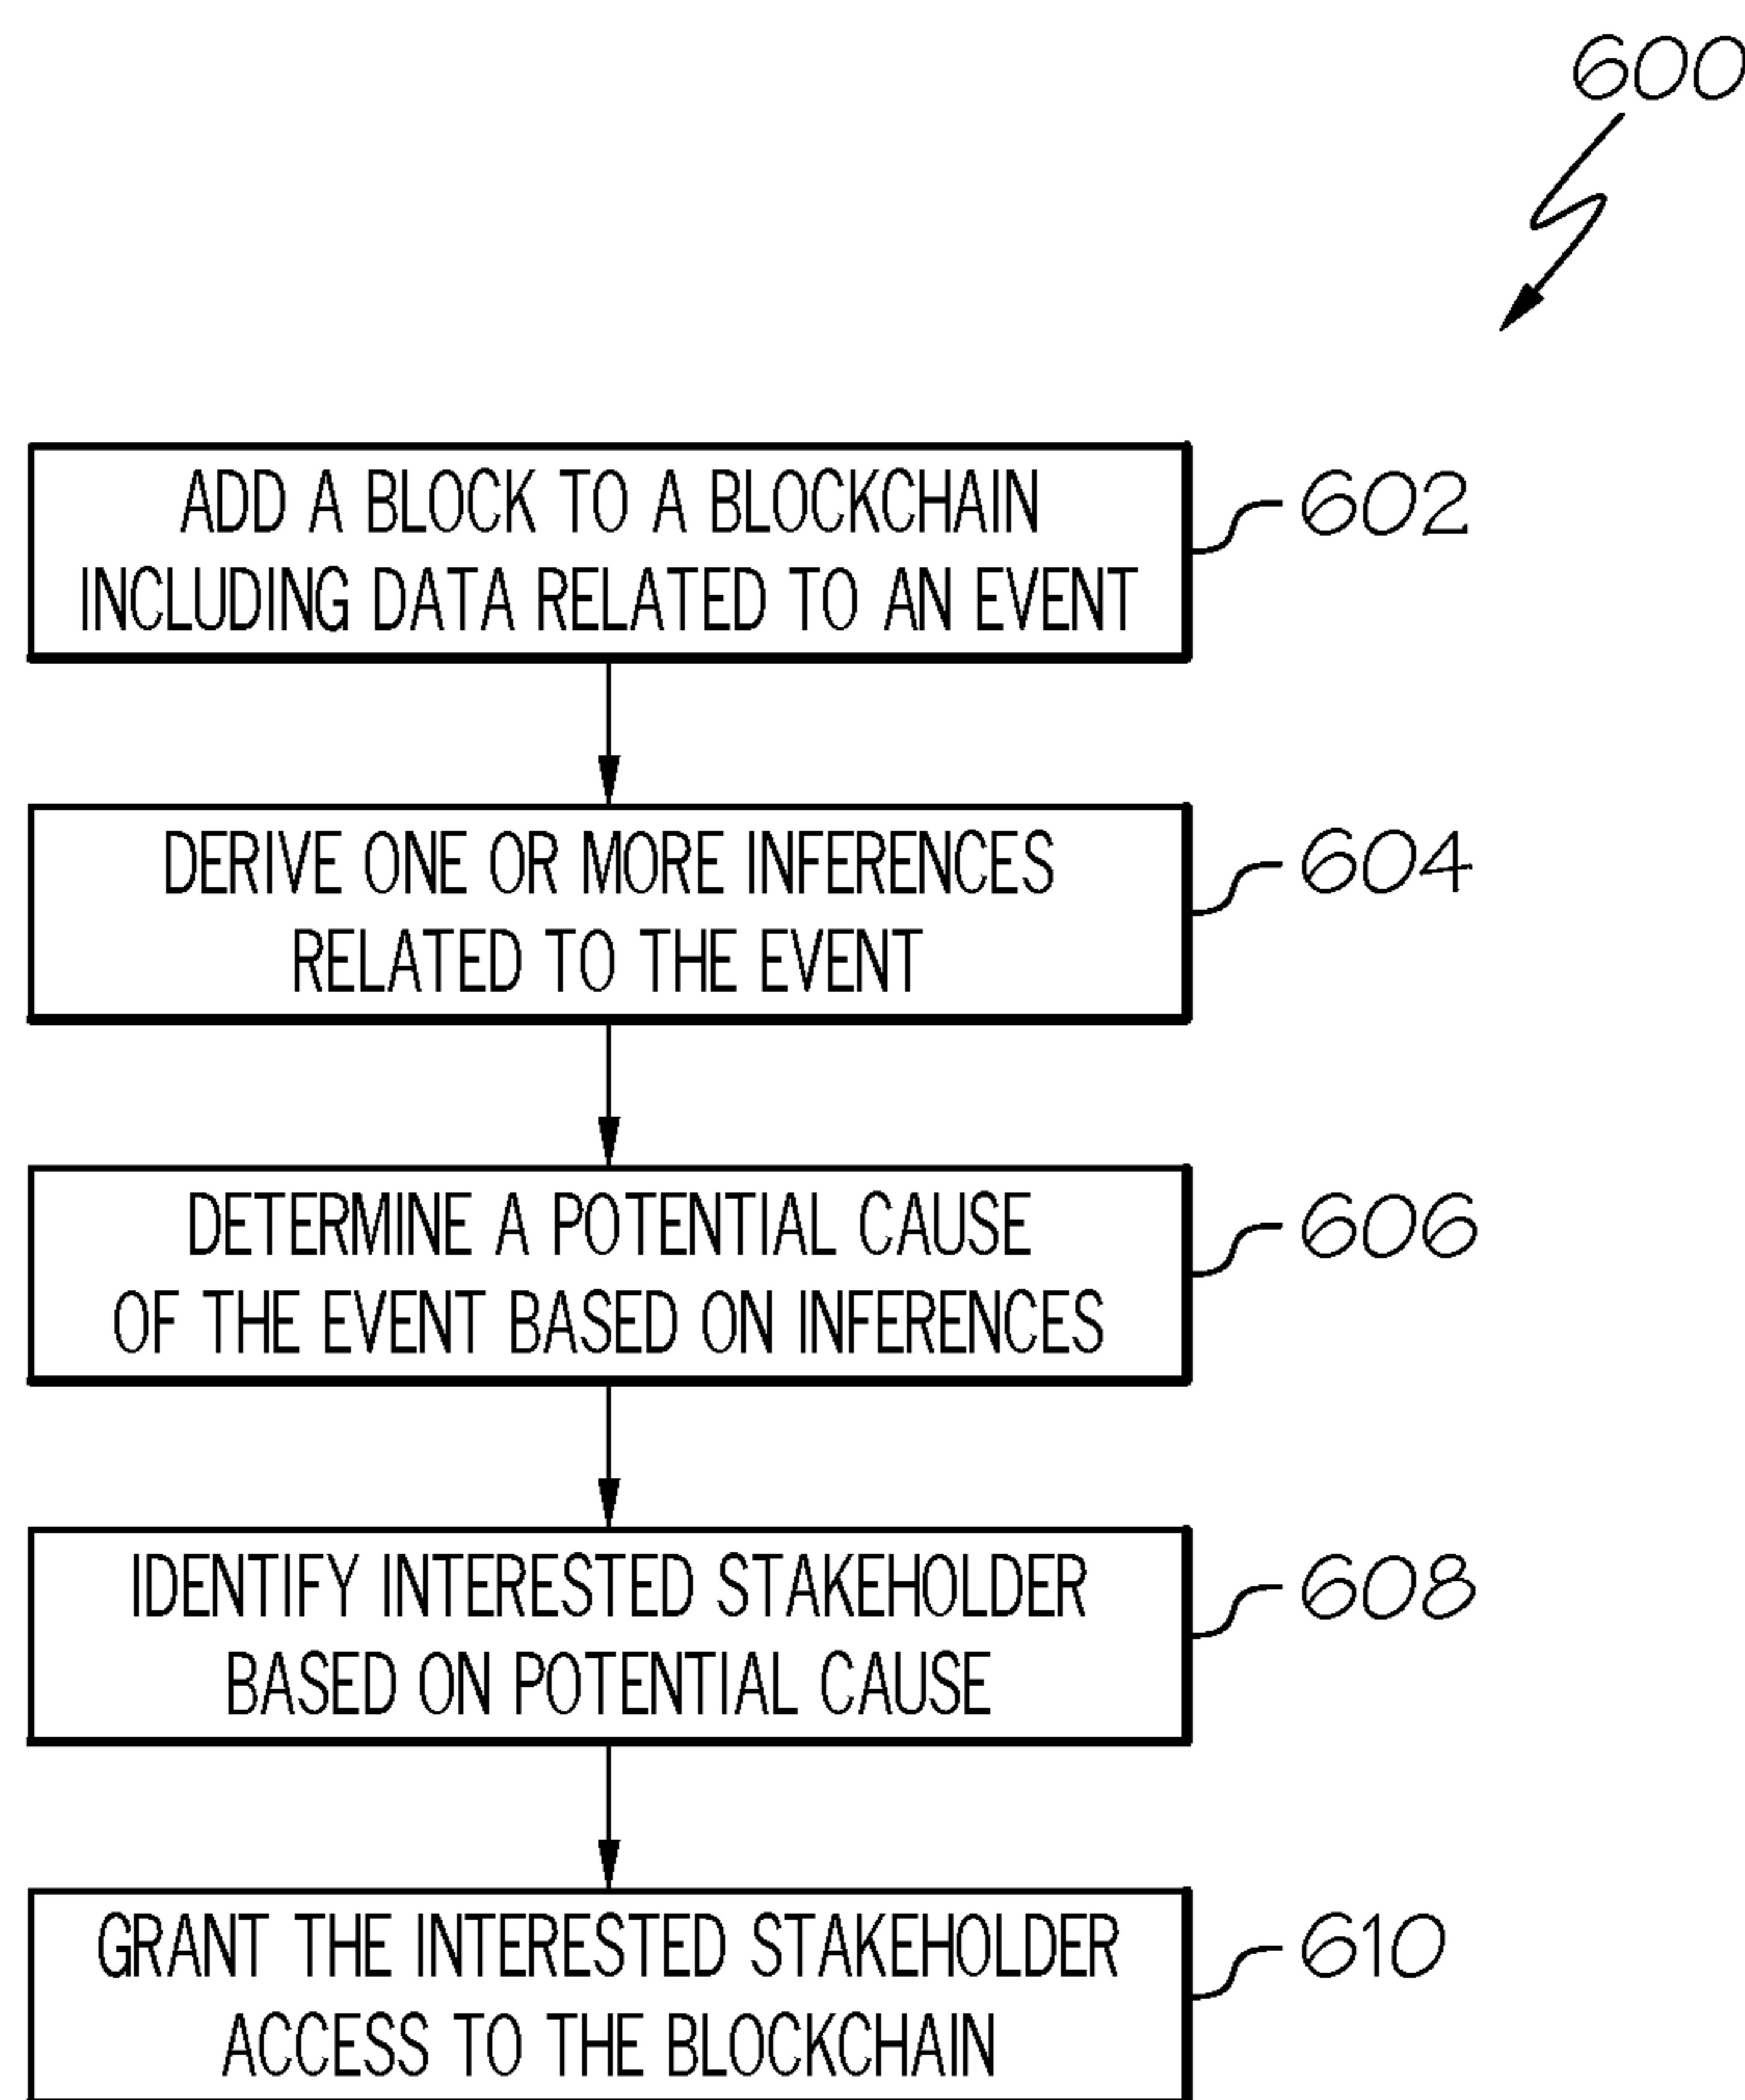 600
ADD A BLOCK TO A BLOCKCHAIN
INCLUDING DATA RELATED TO AN EVENT
602
DERIVE ONE OR MORE INFERENCES
RELATED TO THE EVENT
604
DETERMINE A POTENTIAL CAUSE
OF THE EVENT BASED ON INFERENCES
606
IDENTIFY INTERESTED STAKEHOLDER
BASED ON POTENTIAL CAUSE
608
GRANT THE INTERESTED STAKEHOLDER
ACCESS TO THE BLOCKCHAIN
610